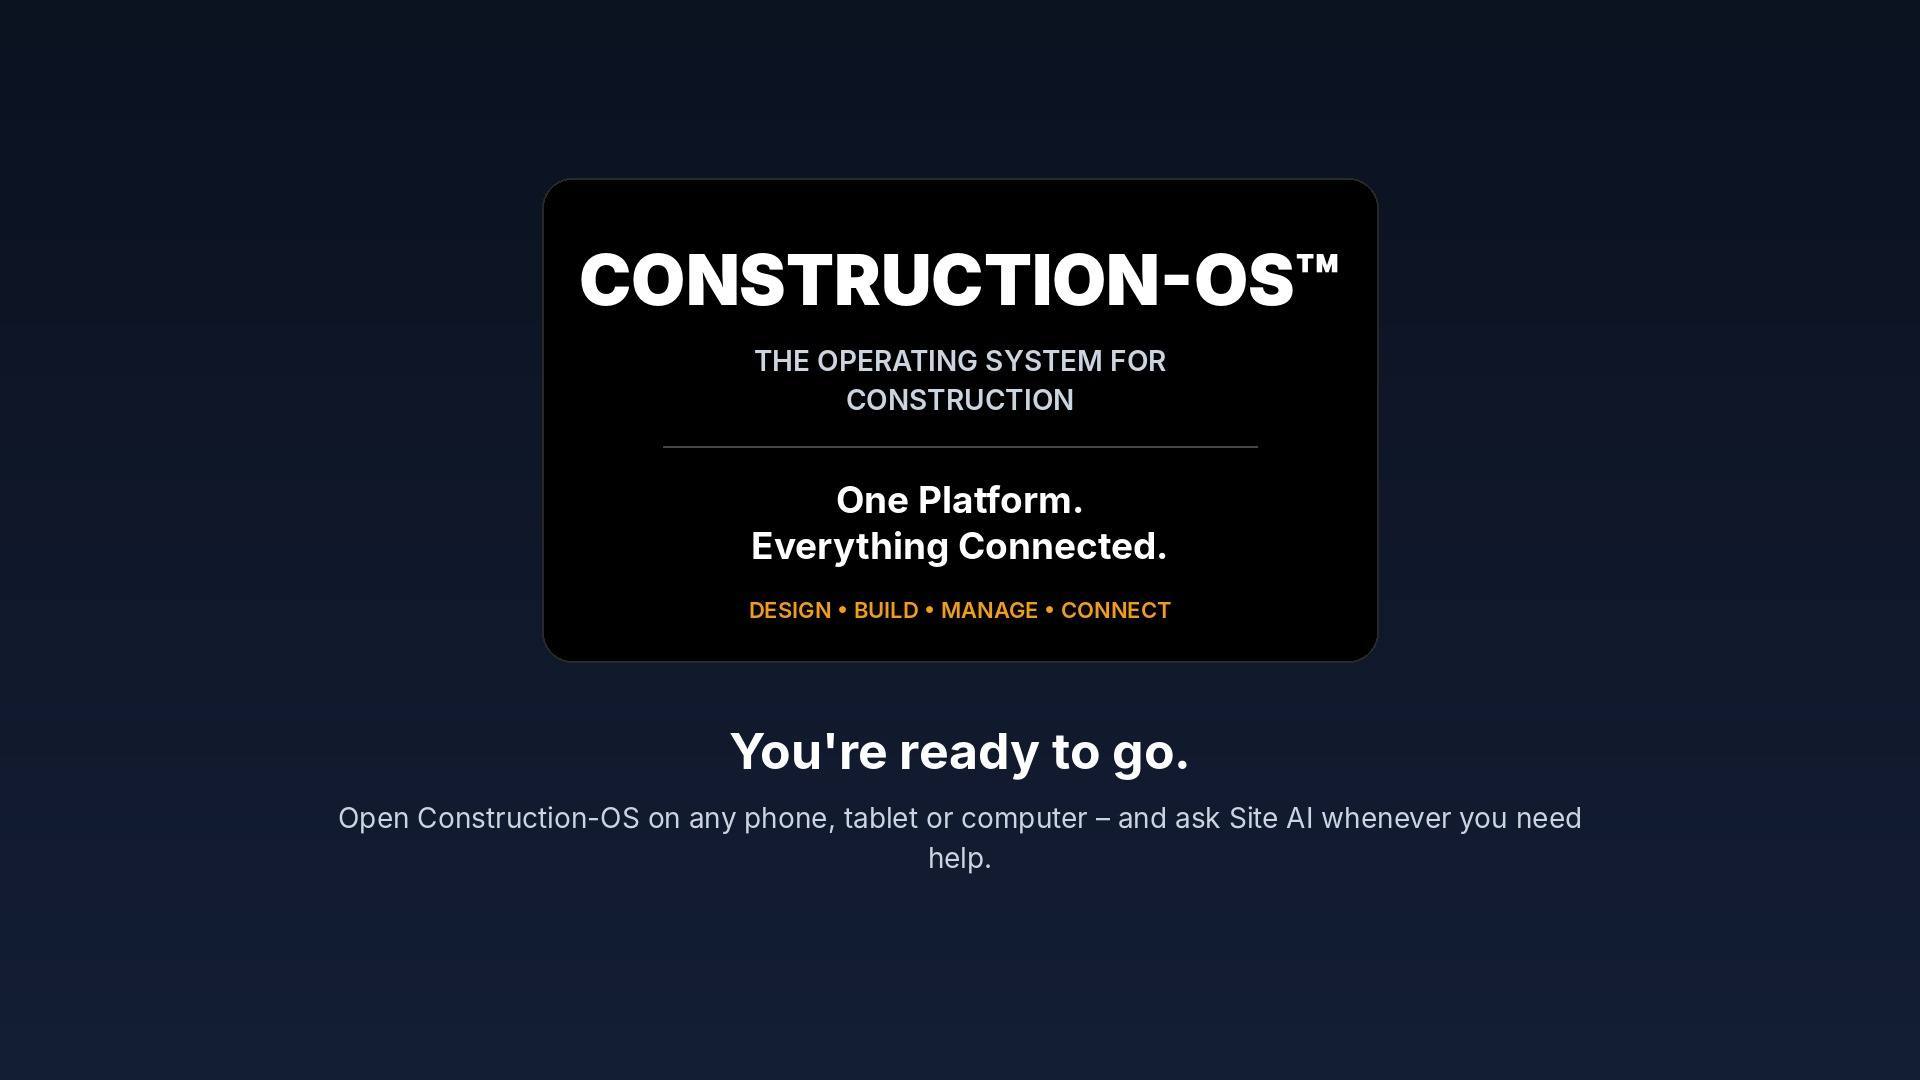 CONSTRUCTION-OS™
THE OPERATING SYSTEM FOR
CONSTRUCTION
One Platform.
Everything Connected.
DESIGN • BUILD • MANAGE • CONNECT
You're ready to go.
Open Construction-OS on any phone, tablet or computer – and ask Site AI whenever you need
help.